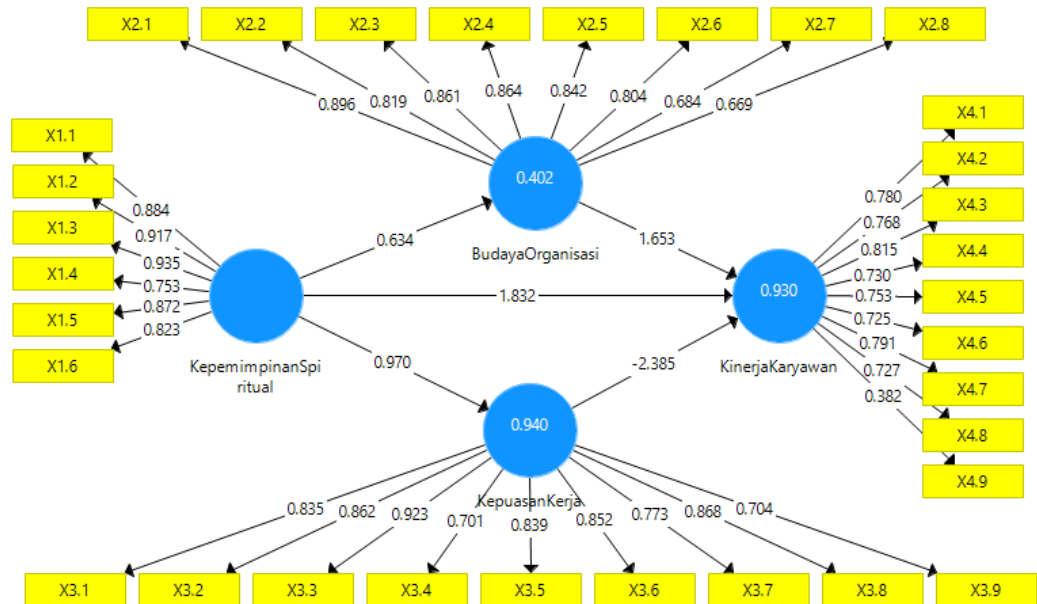 X2.1 X2.2 X2.3 X2.4 X2.5 X2.6 X2.7 X2.8
0.896 0.819 0.861 0.864 0.842 0.804 0.684 0.669
X1.1
X1.2
X1.3
X1.4
X1.5
X1.6
0.884
0.917
0.935
0.753
0.872
0.823
KepemimpinanSpi
ritual
0.402
BudayaOrganisasi
0.634
1.653
1.832
0.970
-2.385
0.930
KinerjaKaryawan
0.940
KepuasanKerja
0.780
0.768
0.815
0.730
0.753
0.725
0.791
0.727
0.382
X4.1
X4.2
X4.3
X4.4
X4.5
X4.6
X4.7
X4.8
X4.9
0.835 0.862 0.923 0.701 0.839 0.852 0.773 0.868 0.704
X3.1 X3.2 X3.3 X3.4 X3.5 X3.6 X3.7 X3.8 X3.9